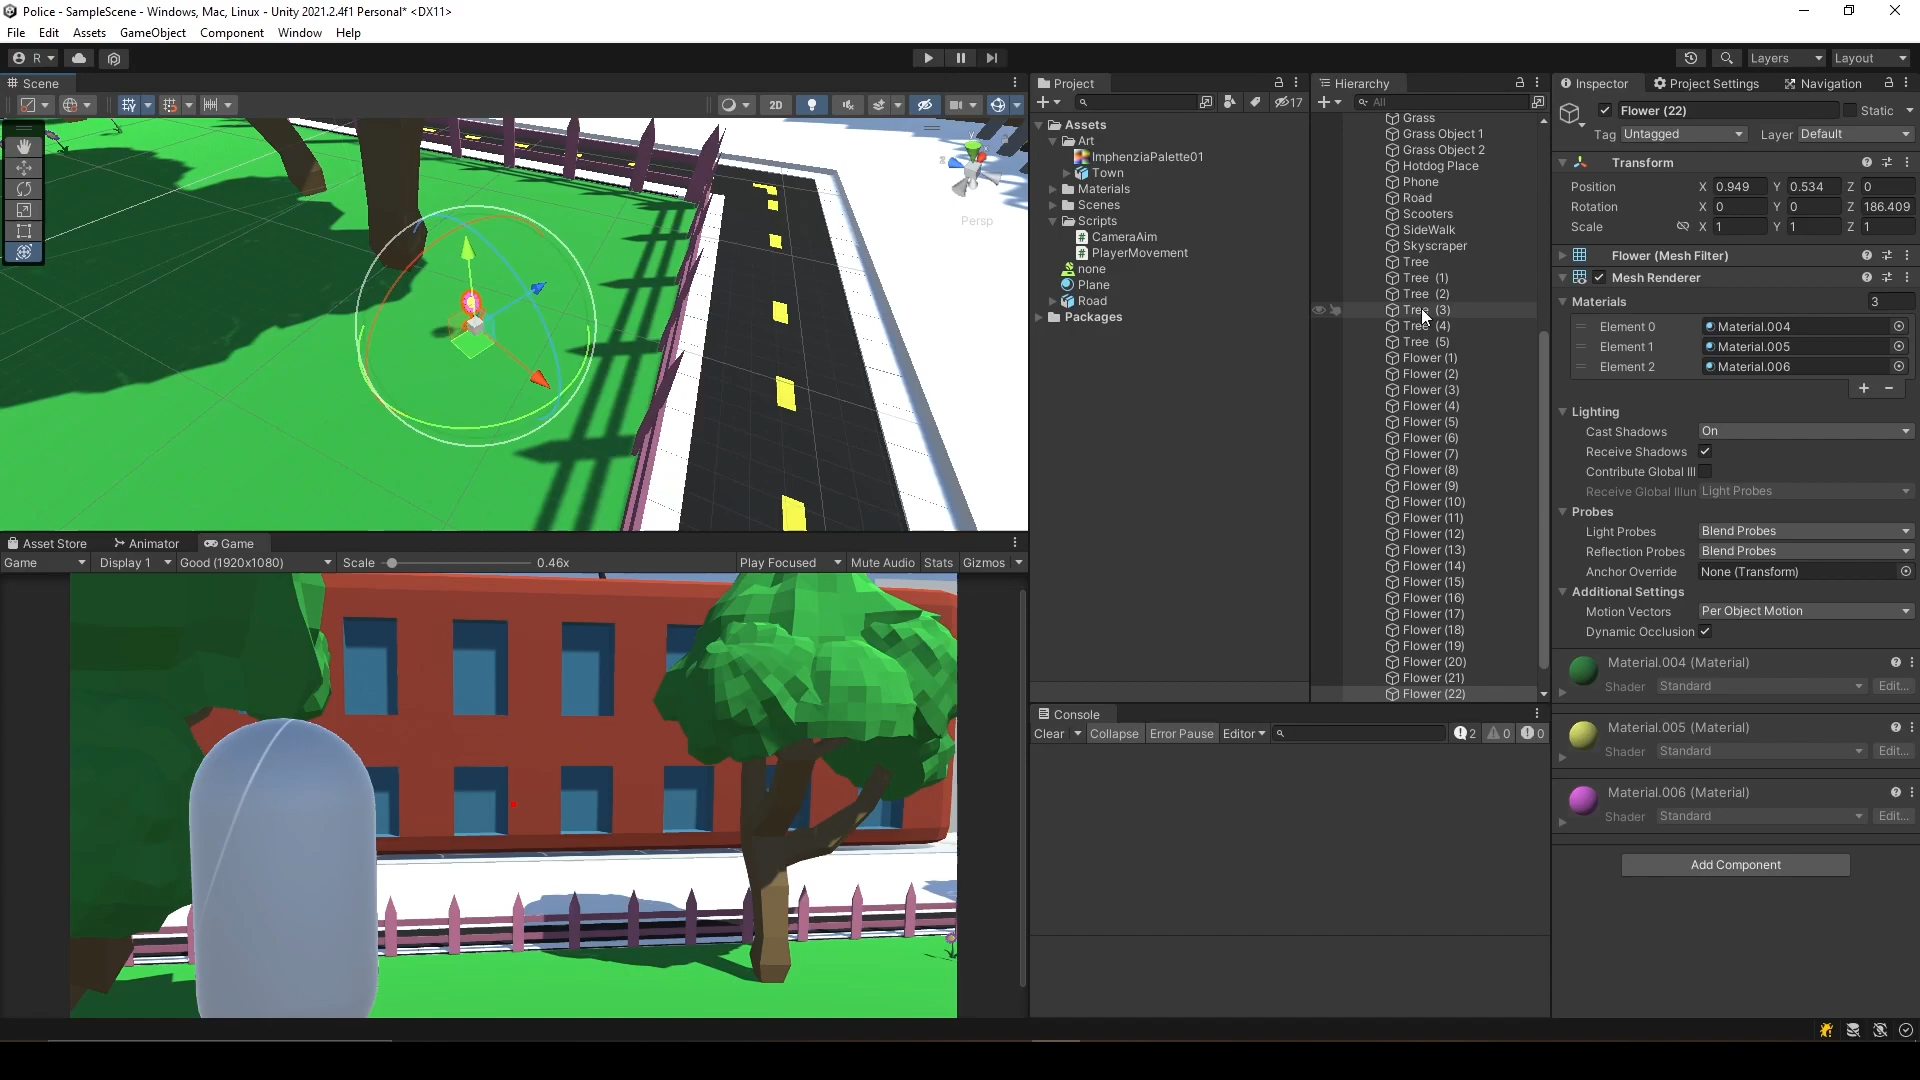 Police - SampleScene - Windows, Mac, Linux - Unity 2021.2.4f1 Personal* <DX11>
File Edit Assets GameObject Component Window Help
R Layers Layout
Scene
2D
Y
Z
Persp
Asset Store Animator Game
Game Display 1 Good (1920x1080) Scale 0.46x Play Focused Mute Audio Stats Gizmos
Project
17
Assets
Art
ImphenziaPalette01
Town
Materials
Scenes
Scripts
CameraAim
PlayerMovement
none
Plane
Road
Packages
Hierarchy
All
Grass
Grass Object 1
Grass Object 2
Hotdog Place
Phone
Road
Scooters
SideWalk
Skyscraper
Tree
Tree (1)
Tree (2)
Tree (3)
Tree (4)
Tree (5)
Flower (1)
Flower (2)
Flower (3)
Flower (4)
Flower (5)
Flower (6)
Flower (7)
Flower (8)
Flower (9)
Flower (10)
Flower (11)
Flower (12)
Flower (13)
Flower (14)
Flower (15)
Flower (16)
Flower (17)
Flower (18)
Flower (19)
Flower (20)
Flower (21)
Flower (22)
Console
Clear Collapse Error Pause Editor 2 0 0
Inspector Project Settings Navigation
Flower (22) Static
Tag Untagged Layer Default
Transform
Position X 0.949 Y 0.534 Z 0
Rotation X 0 Y 0 Z 186.409
Scale X 1 Y 1 Z 1
Flower (Mesh Filter)
Mesh Renderer
Materials 3
Element 0 Material.004
Element 1 Material.005
Element 2 Material.006
Lighting
Cast Shadows On
Receive Shadows
Contribute Global Ill
Receive Global Illun Light Probes
Probes
Light Probes Blend Probes
Reflection Probes Blend Probes
Anchor Override None (Transform)
Additional Settings
Motion Vectors Per Object Motion
Dynamic Occlusion
Material.004 (Material)
Shader Standard Edit...
Material.005 (Material)
Shader Standard Edit...
Material.006 (Material)
Shader Standard Edit...
Add Component